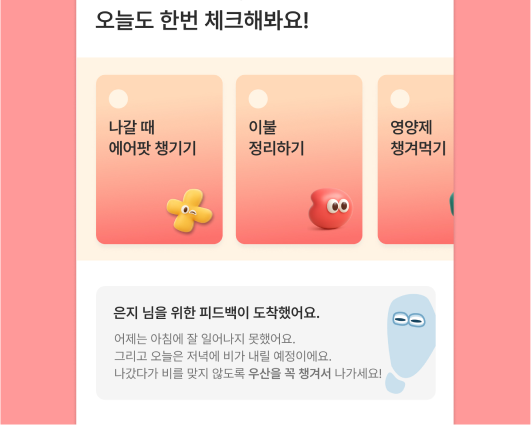 오늘도 한번 체크해봐요!
나갈 때
에어팟 챙기기
이불
정리하기
영양제
챙겨먹기
은지 님을 위한 피드백이 도착했어요.
어제는 아침에 잘 일어나지 못했어요.
그리고 오늘은 저녁에 비가 내릴 예정이에요.
나갔다가 비를 맞지 않도록 우산을 꼭 챙겨서 나가세요!